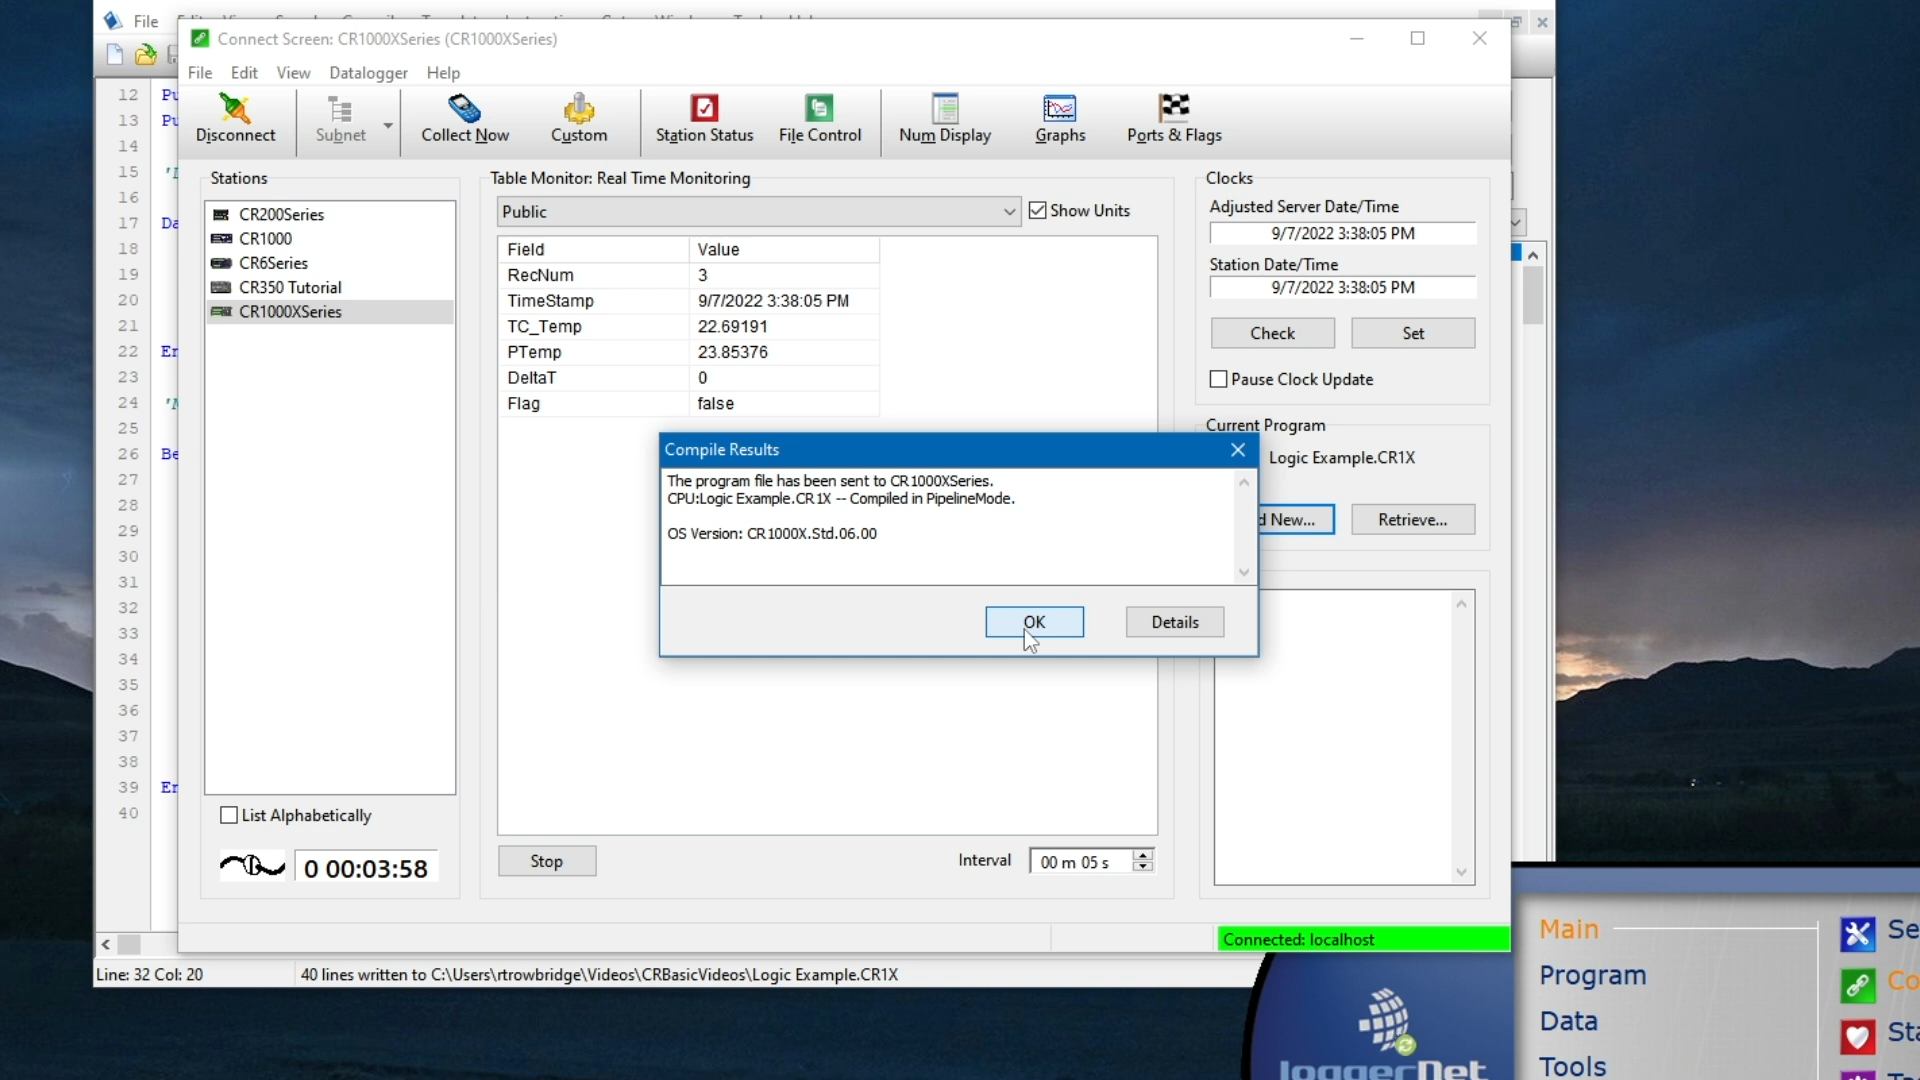 File
Connect Screen: CR1000XSeries (CR1000XSeries)
File Edit View Datalogger Help
Disconnect Subnet Collect Now Custom Station Status File Control Num Display Graphs Ports & Flags
12
13
14
15
16
17
18
19
20
21
22
23
24
25
26
27
28
29
30
31
32
33
34
35
36
37
38
39
40
Stations
CR200Series
CR1000
CR6Series
CR350 Tutorial
CR1000XSeries
List Alphabetically
0 00:03:58
Table Monitor: Real Time Monitoring
Public
Show Units
Field Value
RecNum 3
TimeStamp 9/7/2022 3:38:05 PM
TC_Temp 22.69191
PTemp 23.85376
DeltaT 0
Flag false
Stop
Interval 00 m 05 s
Clocks
Adjusted Server Date/Time
9/7/2022 3:38:05 PM
Station Date/Time
9/7/2022 3:38:05 PM
Check Set
Pause Clock Update
Current Program
Logic Example.CR1X
d New... Retrieve...
Compile Results
The program file has been sent to CR1000XSeries.
CPU:Logic Example.CR1X -- Compiled in PipelineMode.
OS Version: CR1000X.Std.06.00
OK Details
Connected: localhost
Line: 32 Col: 20 40 lines written to C:\Users\rtrowbridge\Videos\CRBasicVideos\Logic Example.CR1X
LoggerNet
Main
Program
Data
Tools